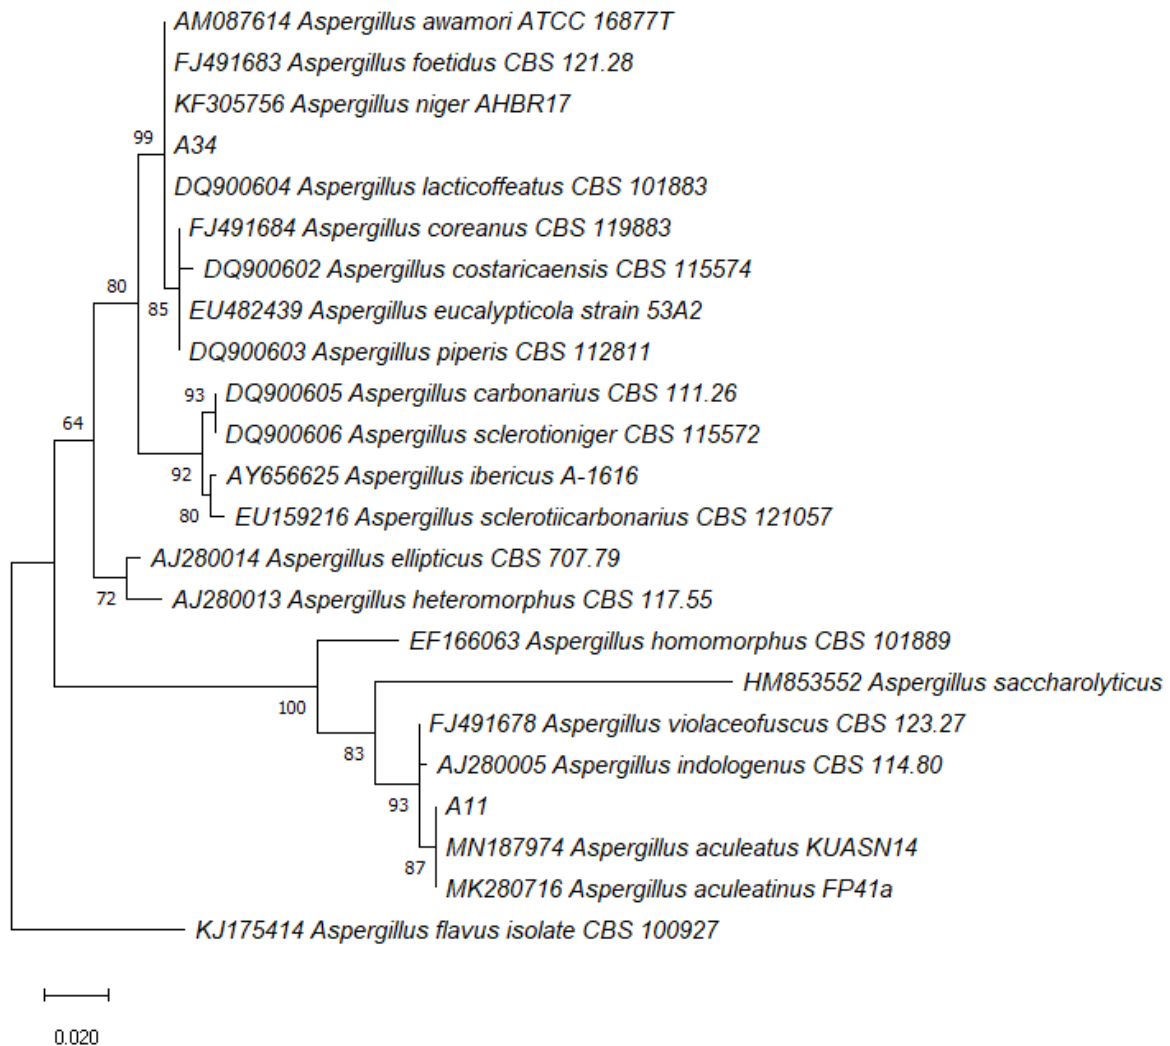 AM087614 Aspergillus awamori ATCC 16877T
FJ491683 Aspergillus foetidus CBS 121.28
KF305756 Aspergillus niger AHBR17
99
A34
DQ900604 Aspergillus lacticoffeatus CBS 101883
FJ491684 Aspergillus coreanus CBS 119883
DQ900602 Aspergillus costaricaensis CBS 115574
80
85
EU482439 Aspergillus eucalypticola strain 53A2
DQ900603 Aspergillus piperis CBS 112811
93
DQ900605 Aspergillus carbonarius CBS 111.26
64
DQ900606 Aspergillus sclerotioniger CBS 115572
92
AY656625 Aspergillus ibericus A-1616
80
EU159216 Aspergillus sclerotiicarbonarius CBS 121057
AJ280014 Aspergillus ellipticus CBS 707.79
72
AJ280013 Aspergillus heteromorphus CBS 117.55
EF166063 Aspergillus homomorphus CBS 101889
HM853552 Aspergillus saccharolyticus
100
FJ491678 Aspergillus violaceofuscus CBS 123.27
83
AJ280005 Aspergillus indologenus CBS 114.80
93
A11
MN187974 Aspergillus aculeatus KUASN14
87
MK280716 Aspergillus aculeatinus FP41a
KJ175414 Aspergillus flavus isolate CBS 100927
0.020